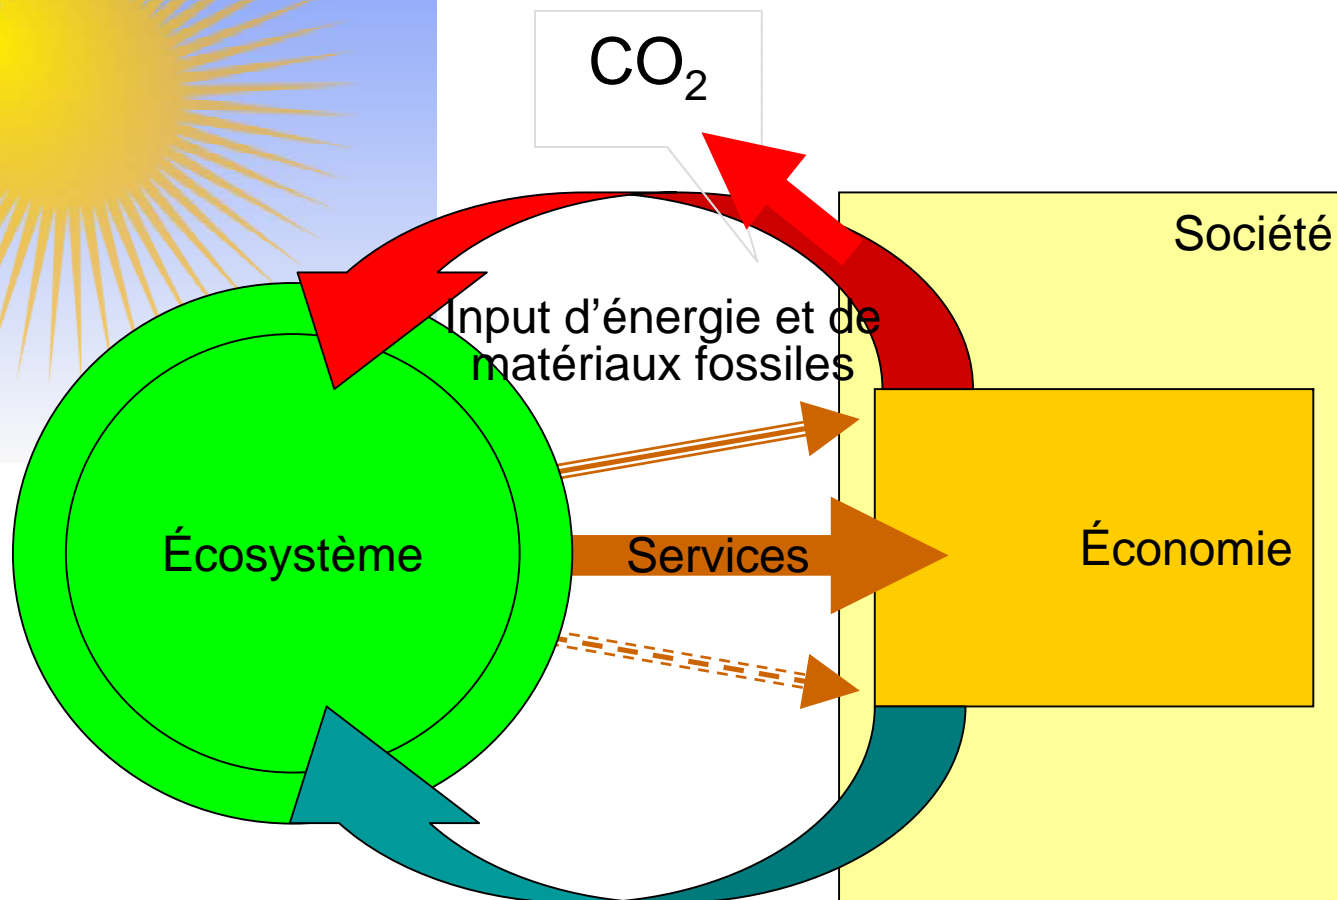 CO₂
Société
Input d’énergie et de
matériaux fossiles
Écosystème
Services
Économie